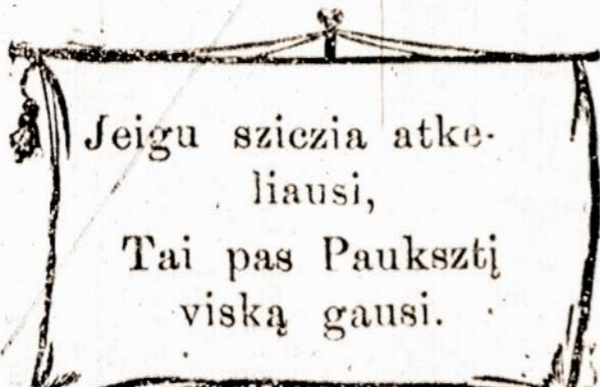 Jeigu sziczia atke-
liausi,
Tai pas Pauksztį
viską gausi.